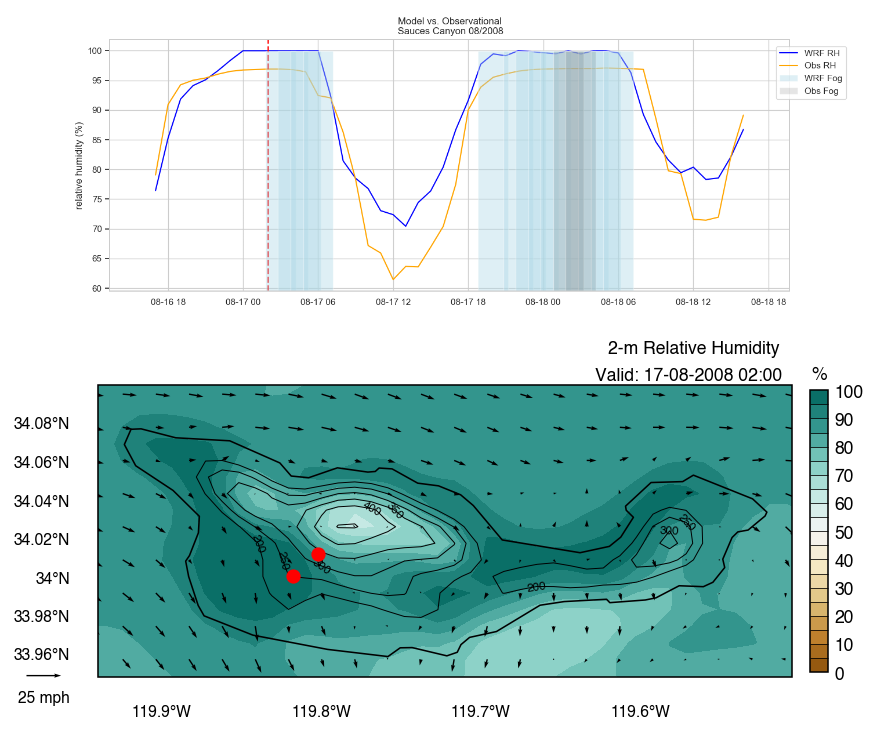 Model vs. Observational
Sauces Canyon 08/2008
relative humidity (%)
100
95
90
85
80
75
70
65
60
08-16 18
08-17 00
08-17 06
08-17 12
08-17 18
08-18 00
08-18 06
08-18 12
08-18 18
WRF RH
Obs RH
WRF Fog
Obs Fog
2-m Relative Humidity
Valid: 17-08-2008 02:00
%
100
90
80
70
60
50
40
30
20
10
0
34.08°N
34.06°N
34.04°N
34.02°N
34°N
33.98°N
33.96°N
25 mph
119.9°W
119.8°W
119.7°W
119.6°W
400
300
250
200
200